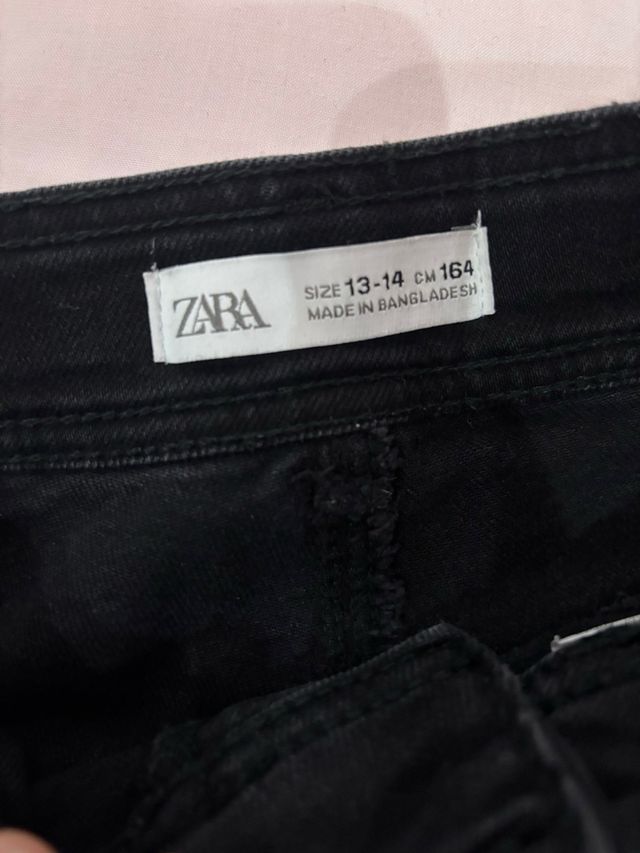 ZARA
SIZE 13-14 CM 164
MADE IN BANGLADESH